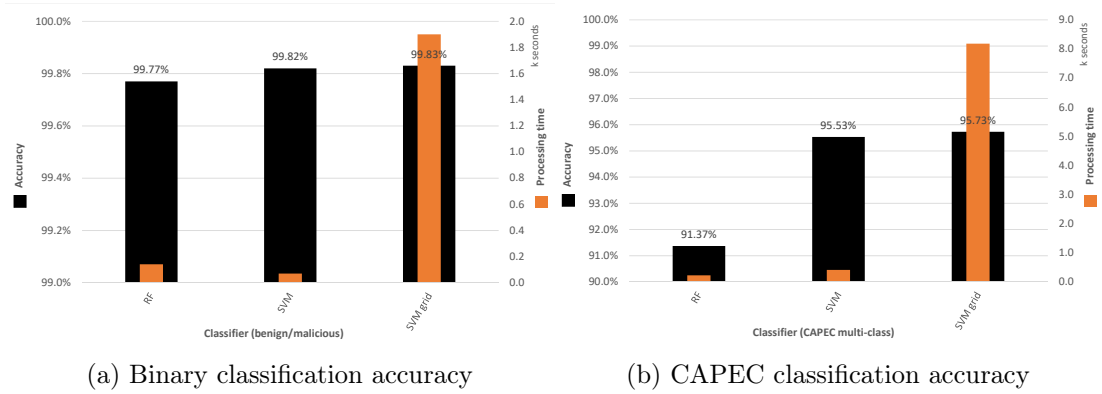 100.0%
99.8%
99.6%
99.4%
99.2%
99.0%
Accuracy
99.77%
99.82%
99.83%
2.0
1.8
1.6
1.4
1.2
1.0
0.8
0.6
0.4
0.2
0.0
k seconds
Processing time
RF
SVM
SVM grid
Classifier (benign/malicious)
(a) Binary classification accuracy
100.0%
99.0%
98.0%
97.0%
96.0%
95.0%
94.0%
93.0%
92.0%
91.0%
90.0%
Accuracy
91.37%
95.53%
95.73%
9.0
8.0
7.0
6.0
5.0
4.0
3.0
2.0
1.0
0.0
k seconds
Processing time
RF
SVM
SVM grid
Classifier (CAPEC multi-class)
(b) CAPEC classification accuracy